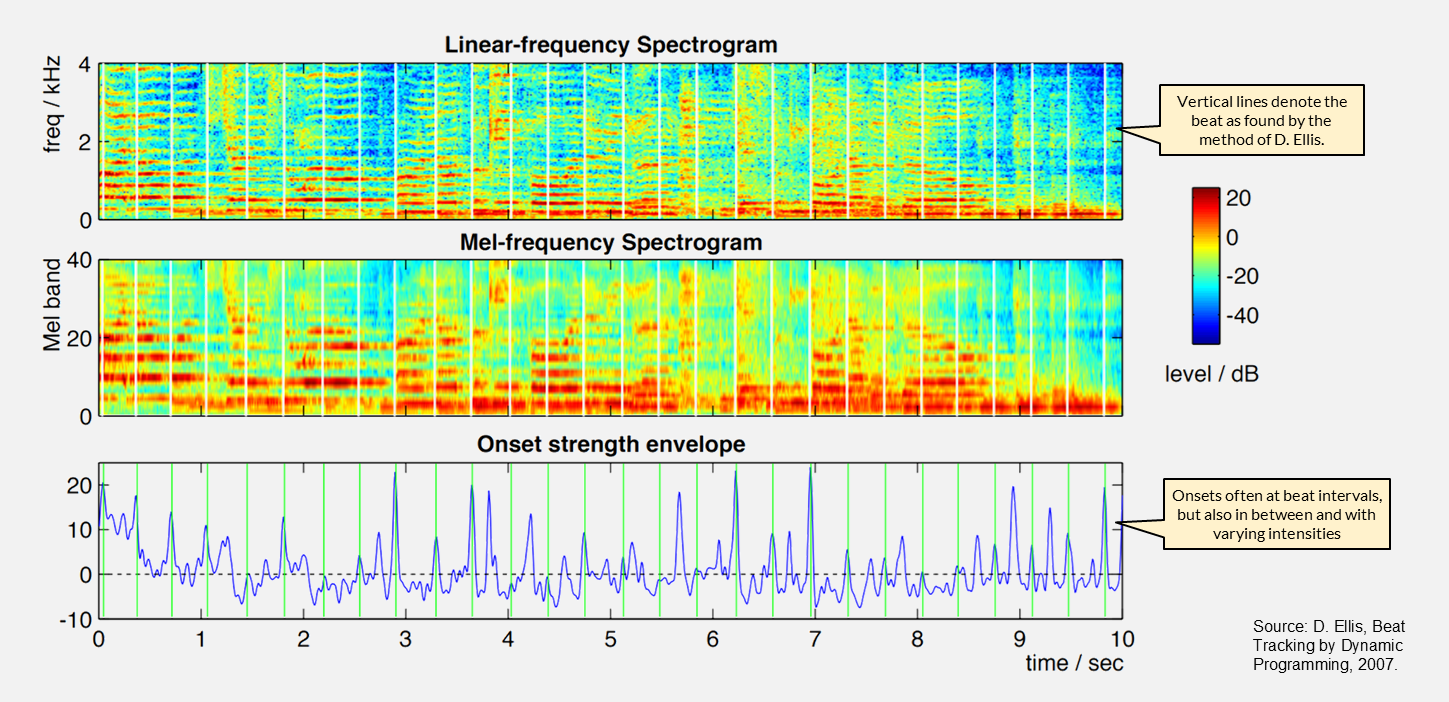 Linear-frequency Spectrogram
freq / kHz
4
2
0
Vertical lines denote the
beat as found by the
method of D. Ellis.
Mel-frequency Spectrogram
Mel band
40
20
0
20
0
-20
-40
level / dB
Onset strength envelope
20
10
0
-10
0 1 2 3 4 5 6 7 8 9 10
time / sec
Onsets often at beat intervals,
but also in between and with
varying intensities
Source: D. Ellis, Beat
Tracking by Dynamic
Programming, 2007.